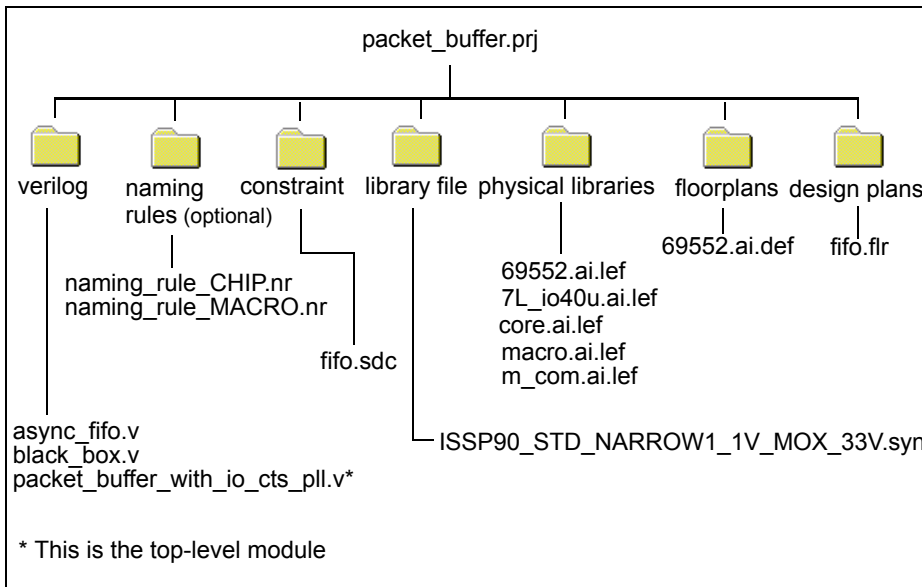 packet_buffer.prj
verilog
naming
rules (optional)
constraint
library file
physical libraries
floorplans
design plans
naming_rule_CHIP.nr
naming_rule_MACRO.nr
fifo.sdc
69552.ai.lef
7L_io40u.ai.lef
core.ai.lef
macro.ai.lef
m_com.ai.lef
69552.ai.def
fifo.flr
async_fifo.v
black_box.v
packet_buffer_with_io_cts_pll.v*
ISSP90_STD_NARROW1_1V_MOX_33V.syn
* This is the top-level module